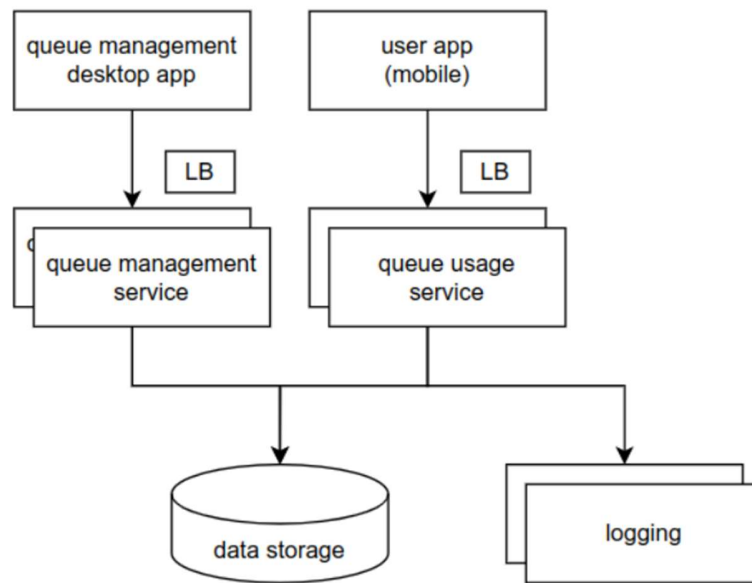 queue management
desktop app
user app
(mobile)
LB
LB
queue management
service
queue usage
service
data storage
logging